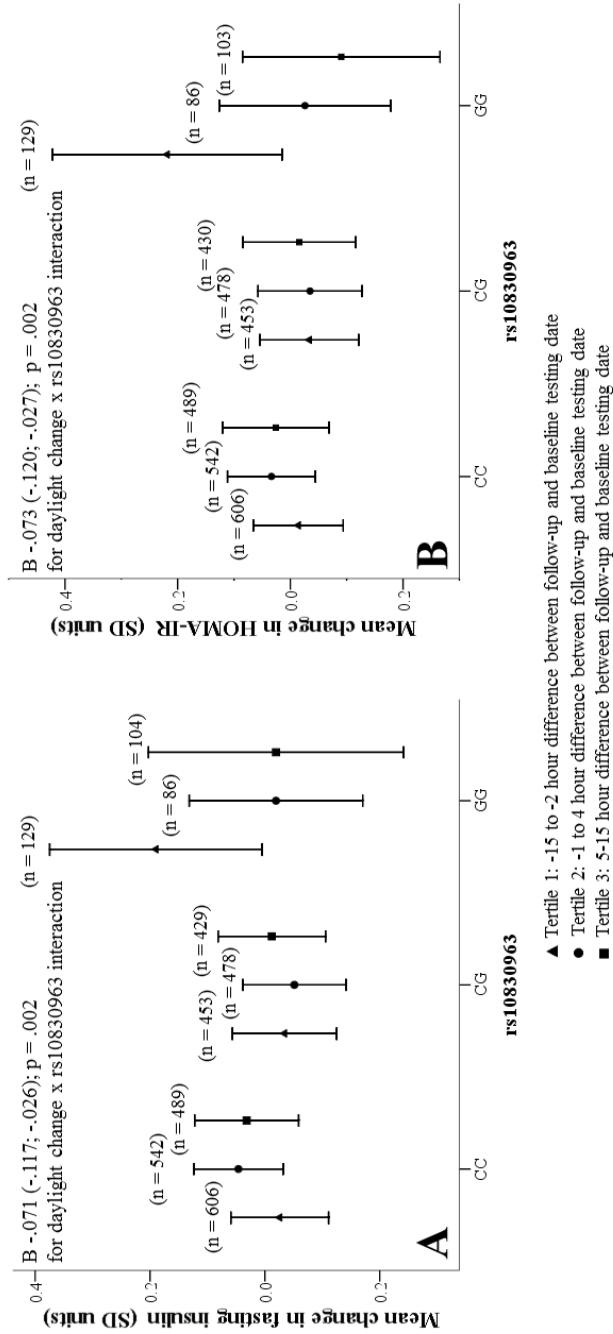 B -.071 (-.117; -.026); p = .002
for daylight change x rs10830963 interaction
Mean change in fasting insulin (SD units)
0.4
0.2
0.0
0.2
(n = 606)
(n = 542)
(n = 489)
(n = 453)
(n = 478)
(n = 429)
(n = 129)
(n = 86)
(n = 104)
A
CC
CG
GG
rs10830963
B -.073 (-.120; -.027); p = .002
for daylight change x rs10830963 interaction
Mean change in HOMA-IR (SD units)
0.4
0.2
0.0
0.2
(n = 606)
(n = 542)
(n = 489)
(n = 453)
(n = 478)
(n = 430)
(n = 129)
(n = 86)
(n = 103)
B
CC
CG
GG
rs10830963
▲ Tertile 1: -15 to -2 hour difference between follow-up and baseline testing date
● Tertile 2: -1 to 4 hour difference between follow-up and baseline testing date
■ Tertile 3: 5-15 hour difference between follow-up and baseline testing date